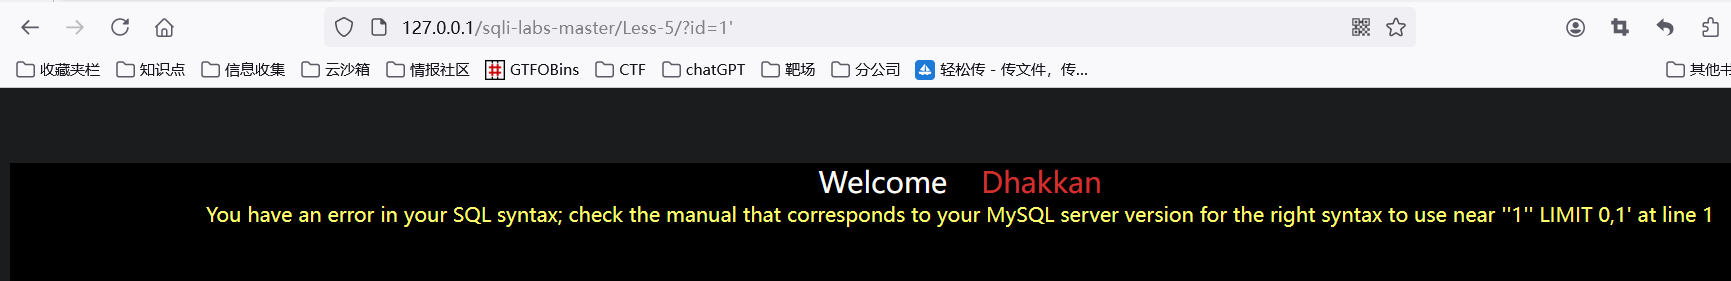 127.0.0.1/sqli-labs-master/Less-5/?id=1'
收藏夹栏 知识点 信息收集 云沙箱 情报社区 GTFOBins CTF chatGPT 靶场 分公司 轻松传 - 传文件，传... 其他书
Welcome Dhakkan
You have an error in your SQL syntax; check the manual that corresponds to your MySQL server version for the right syntax to use near ''1'' LIMIT 0,1' at line 1